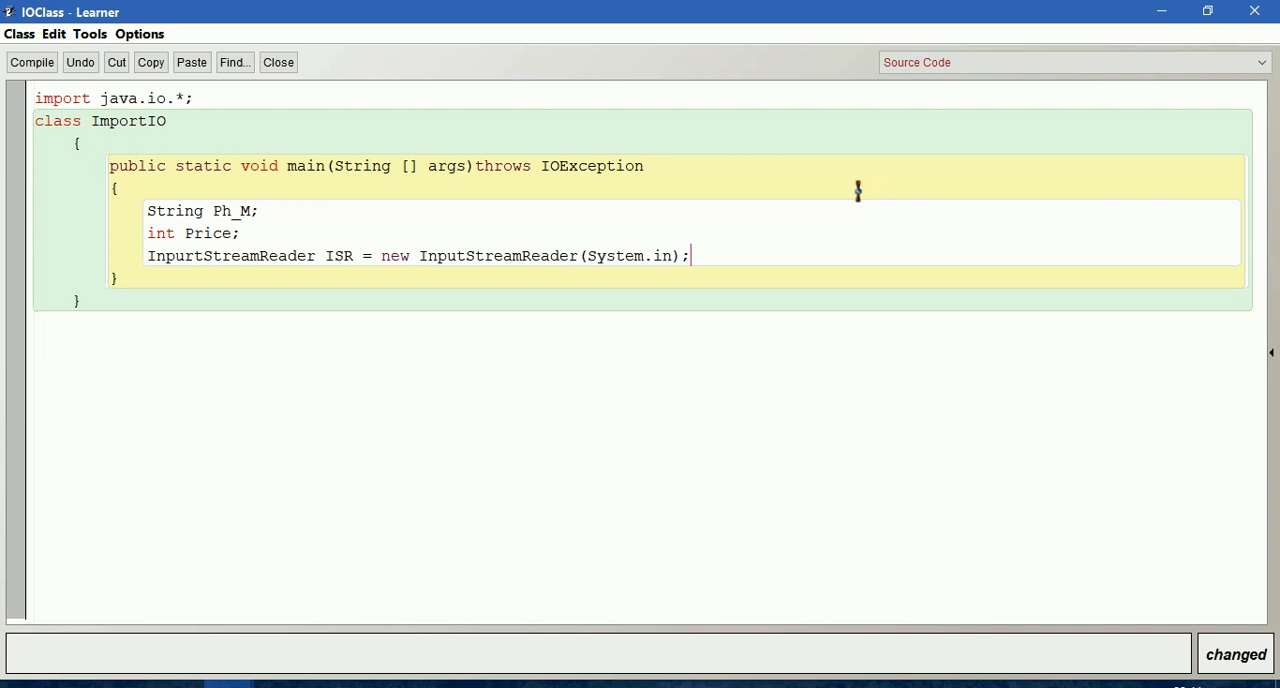 IOClass - Learner
Class Edit Tools Options
Compile Undo Cut Copy Paste Find... Close Source Code
import java.io.*;
class ImportIO
{
public static void main(String [] args)throws IOException
{
String Ph_M;
int Price;
InpurtStreamReader ISR = new InputStreamReader(System.in);
}
}
changed